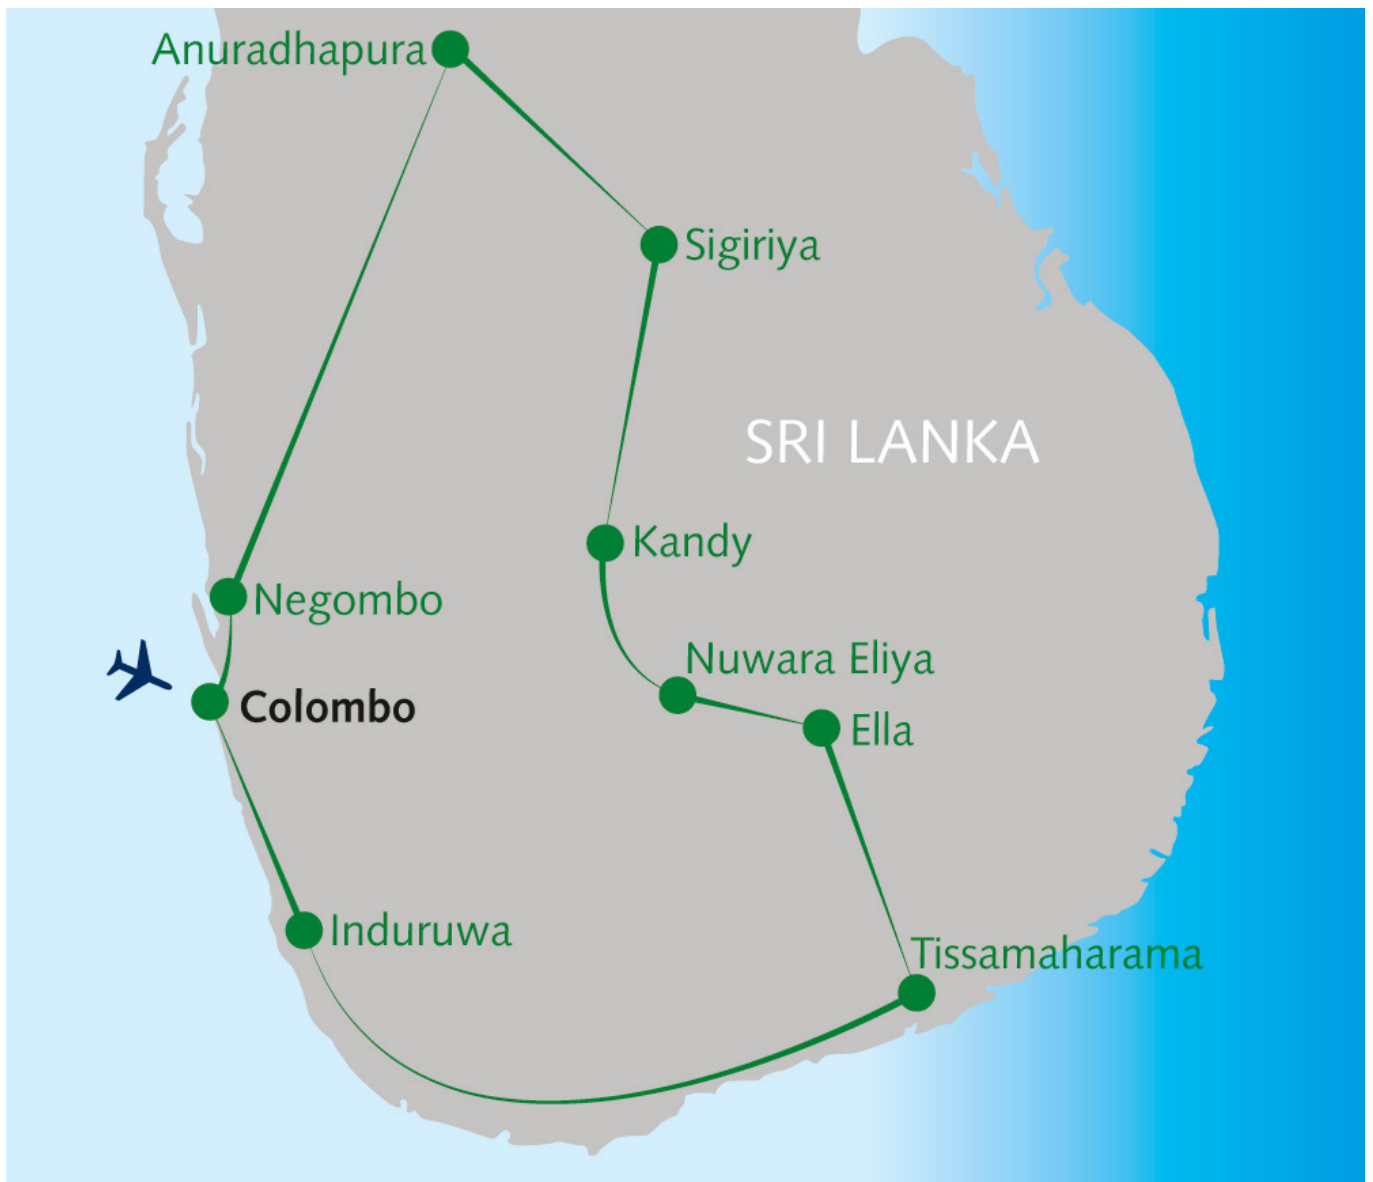 Anuradhapura
Sigiriya
SRI LANKA
Kandy
Negombo
Nuwara Eliya
Colombo
Ella
Induruwa
Tissamaharama